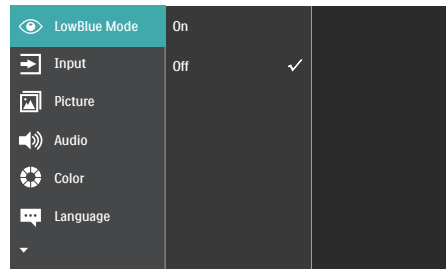 LowBlue Mode
On
Input
Off
Picture
Audio
Color
Language